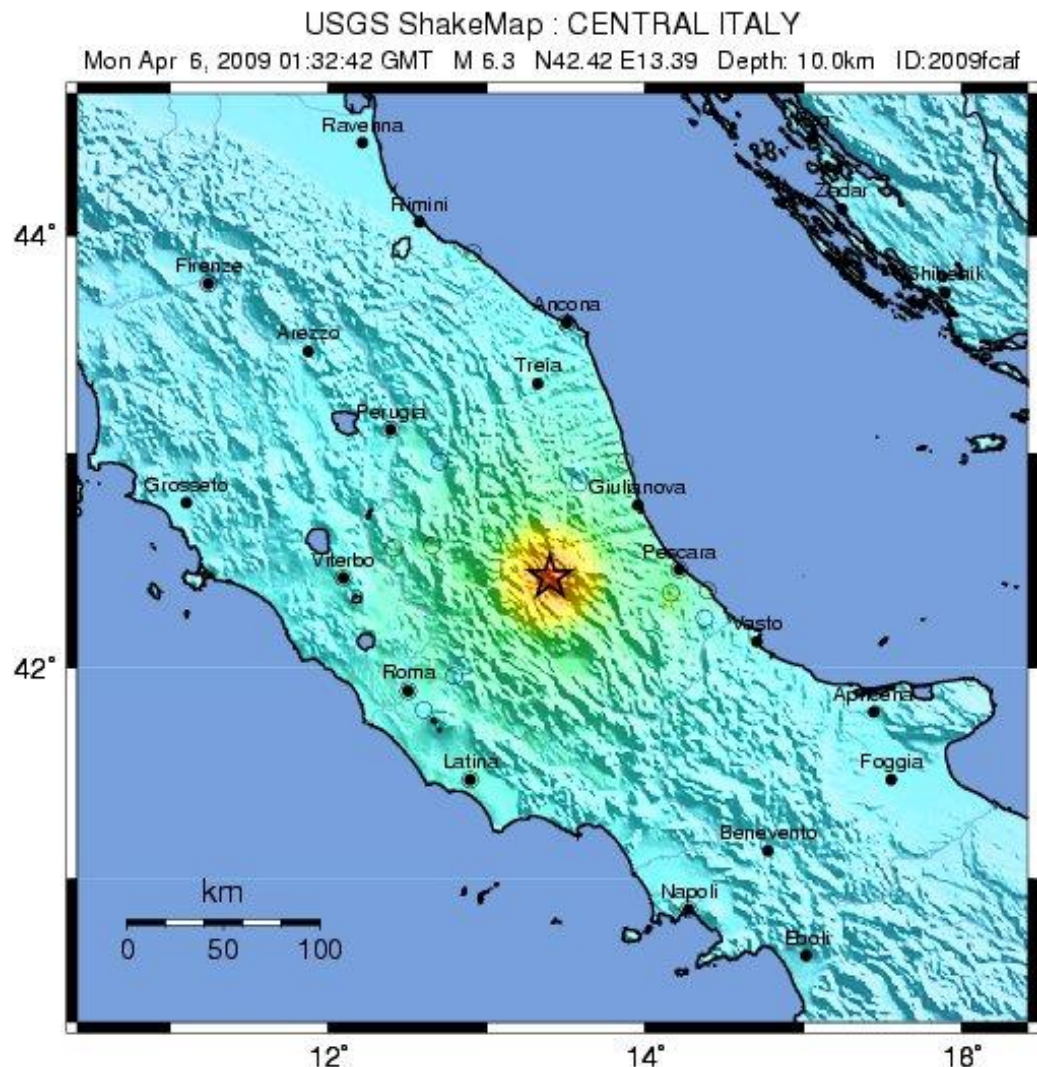 USGS ShakeMap : CENTRAL ITALY
Mon Apr 6, 2009 01:32:42 GMT M 6.3 N42.42 E13.39 Depth: 10.0km ID:2009fcaf
Ravenna
Zadar
Rimini
44°
Firenze
Shibenik
Ancona
Arezzo
Treia
Perugia
Grosseto
Giulianova
Pescara
Viterbo
Vasto
42°
Roma
Apricena
Latina
Foggia
Benevento
km
Napoli
0 50 100
Eboli
12° 14° 16°